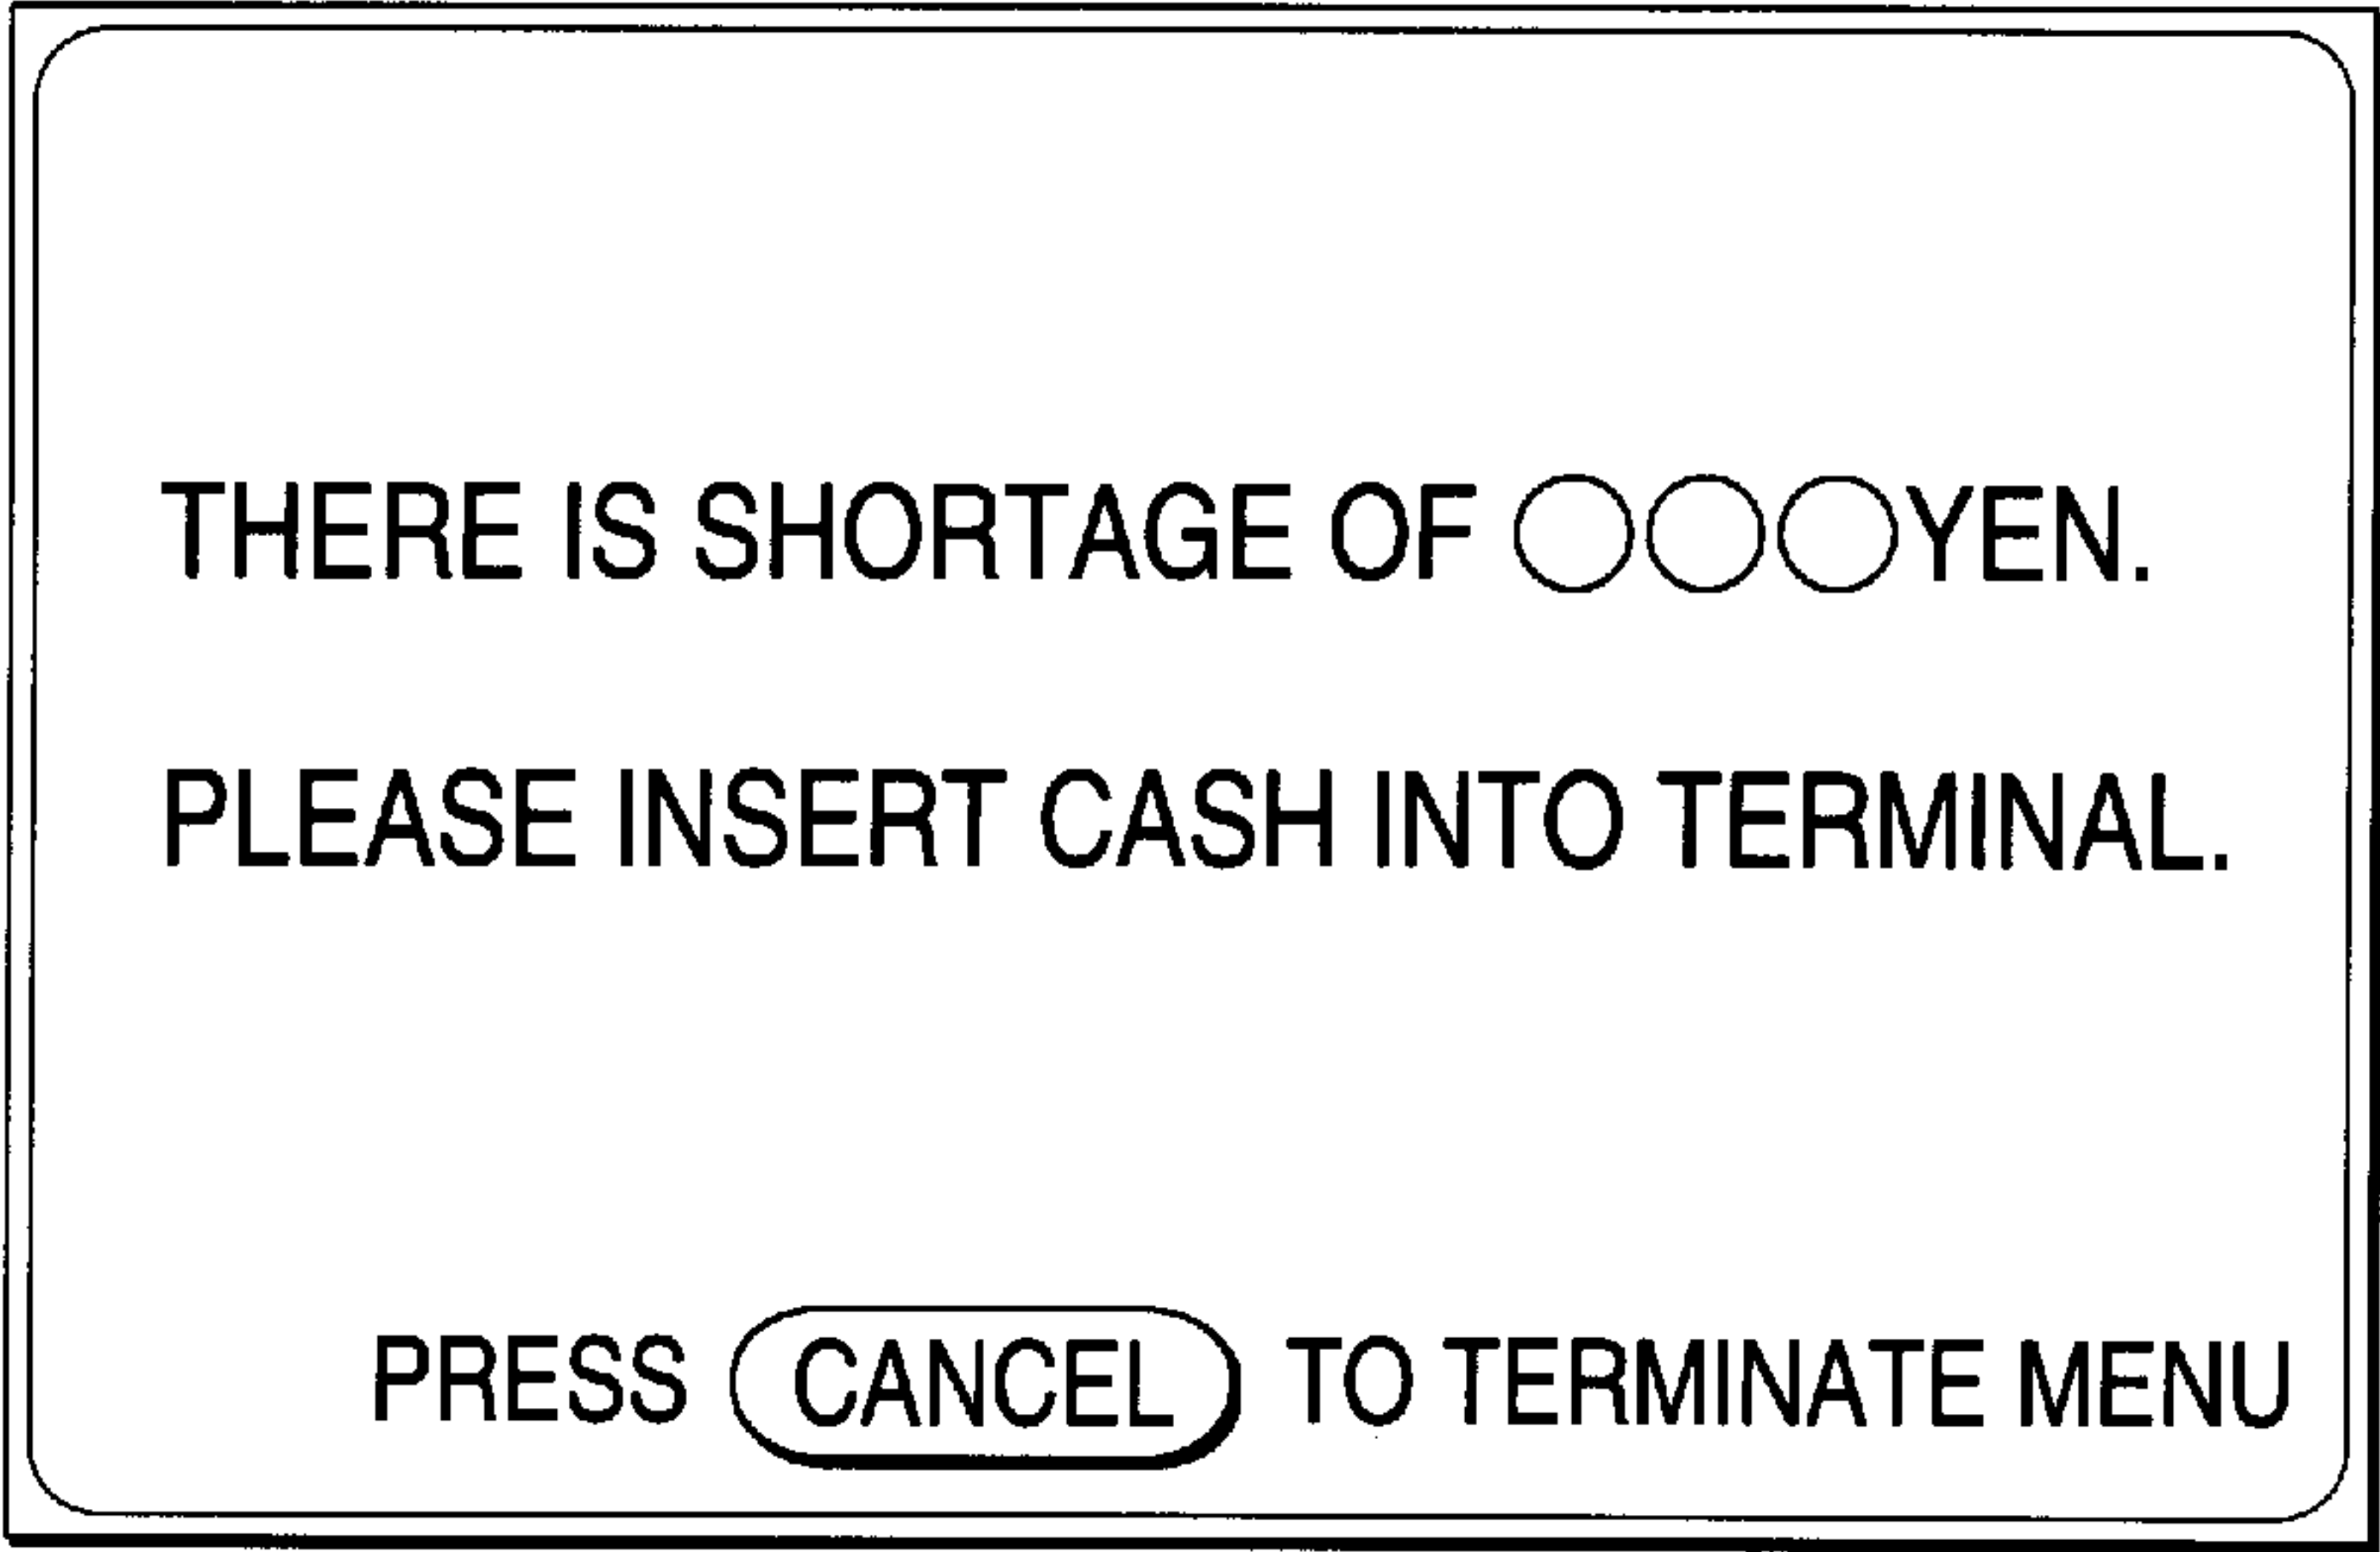 THERE IS SHORTAGE OF ○○○YEN.
PLEASE INSERT CASH INTO TERMINAL.
PRESS CANCEL TO TERMINATE MENU